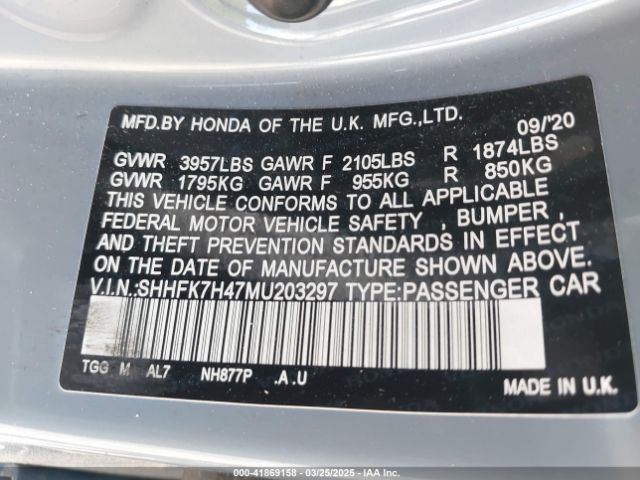 MFD.BY HONDA OF THE U.K. MFG.,LTD. 09/'20
GVWR 3957LBS GAWR F 2105LBS R 1874LBS
GVWR 1795KG GAWR F 955KG R 850KG
THIS VEHICLE CONFORMS TO ALL APPLICABLE
FEDERAL MOTOR VEHICLE SAFETY , BUMPER ,
AND THEFT PREVENTION STANDARDS IN EFFECT
ON THE DATE OF MANUFACTURE SHOWN ABOVE.
V.I.N.:SHHFK7H47MU203297 TYPE:PASSENGER CAR
TGG M AL7 NH877P .A .U
MADE IN U.K.
000-41869158 — 03/25/2025 — IAA Inc.